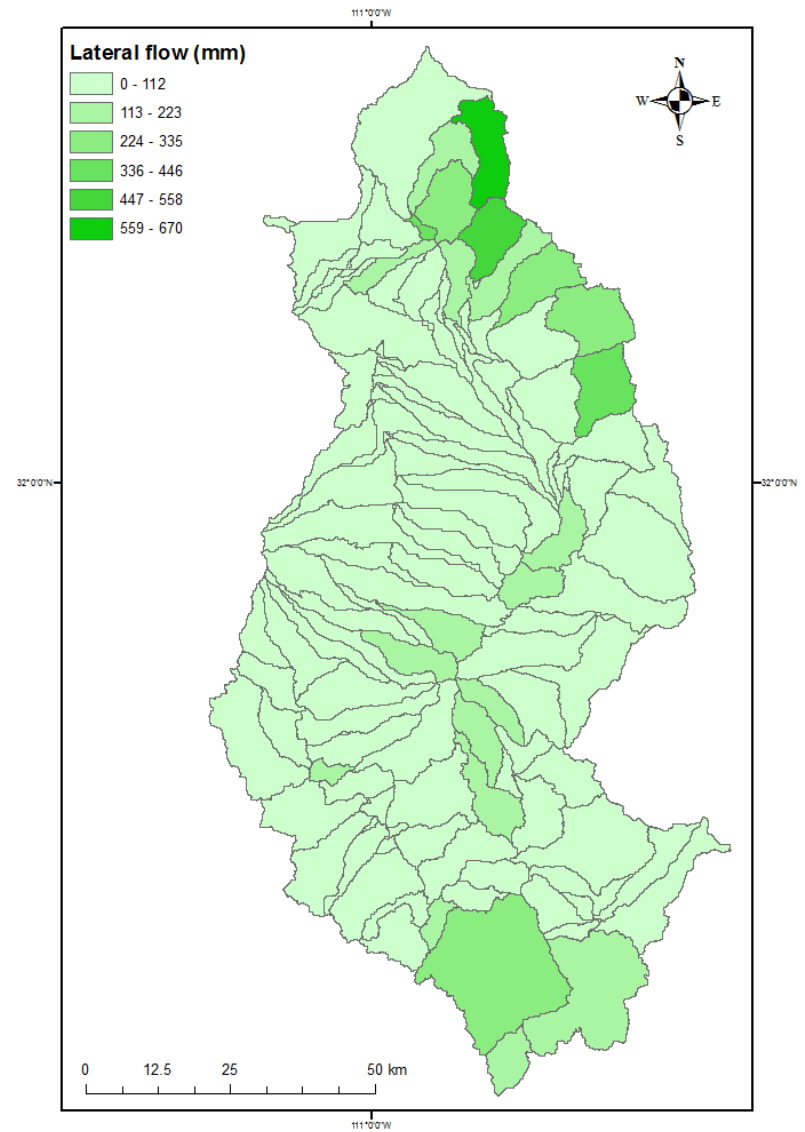 111°0'0"W
Lateral flow (mm)
0 - 112
113 - 223
224 - 335
336 - 446
447 - 558
559 - 670
N
W E
S
32°0'0"N 32°0'0"N
0 12.5 25 50 km
111°0'0"W